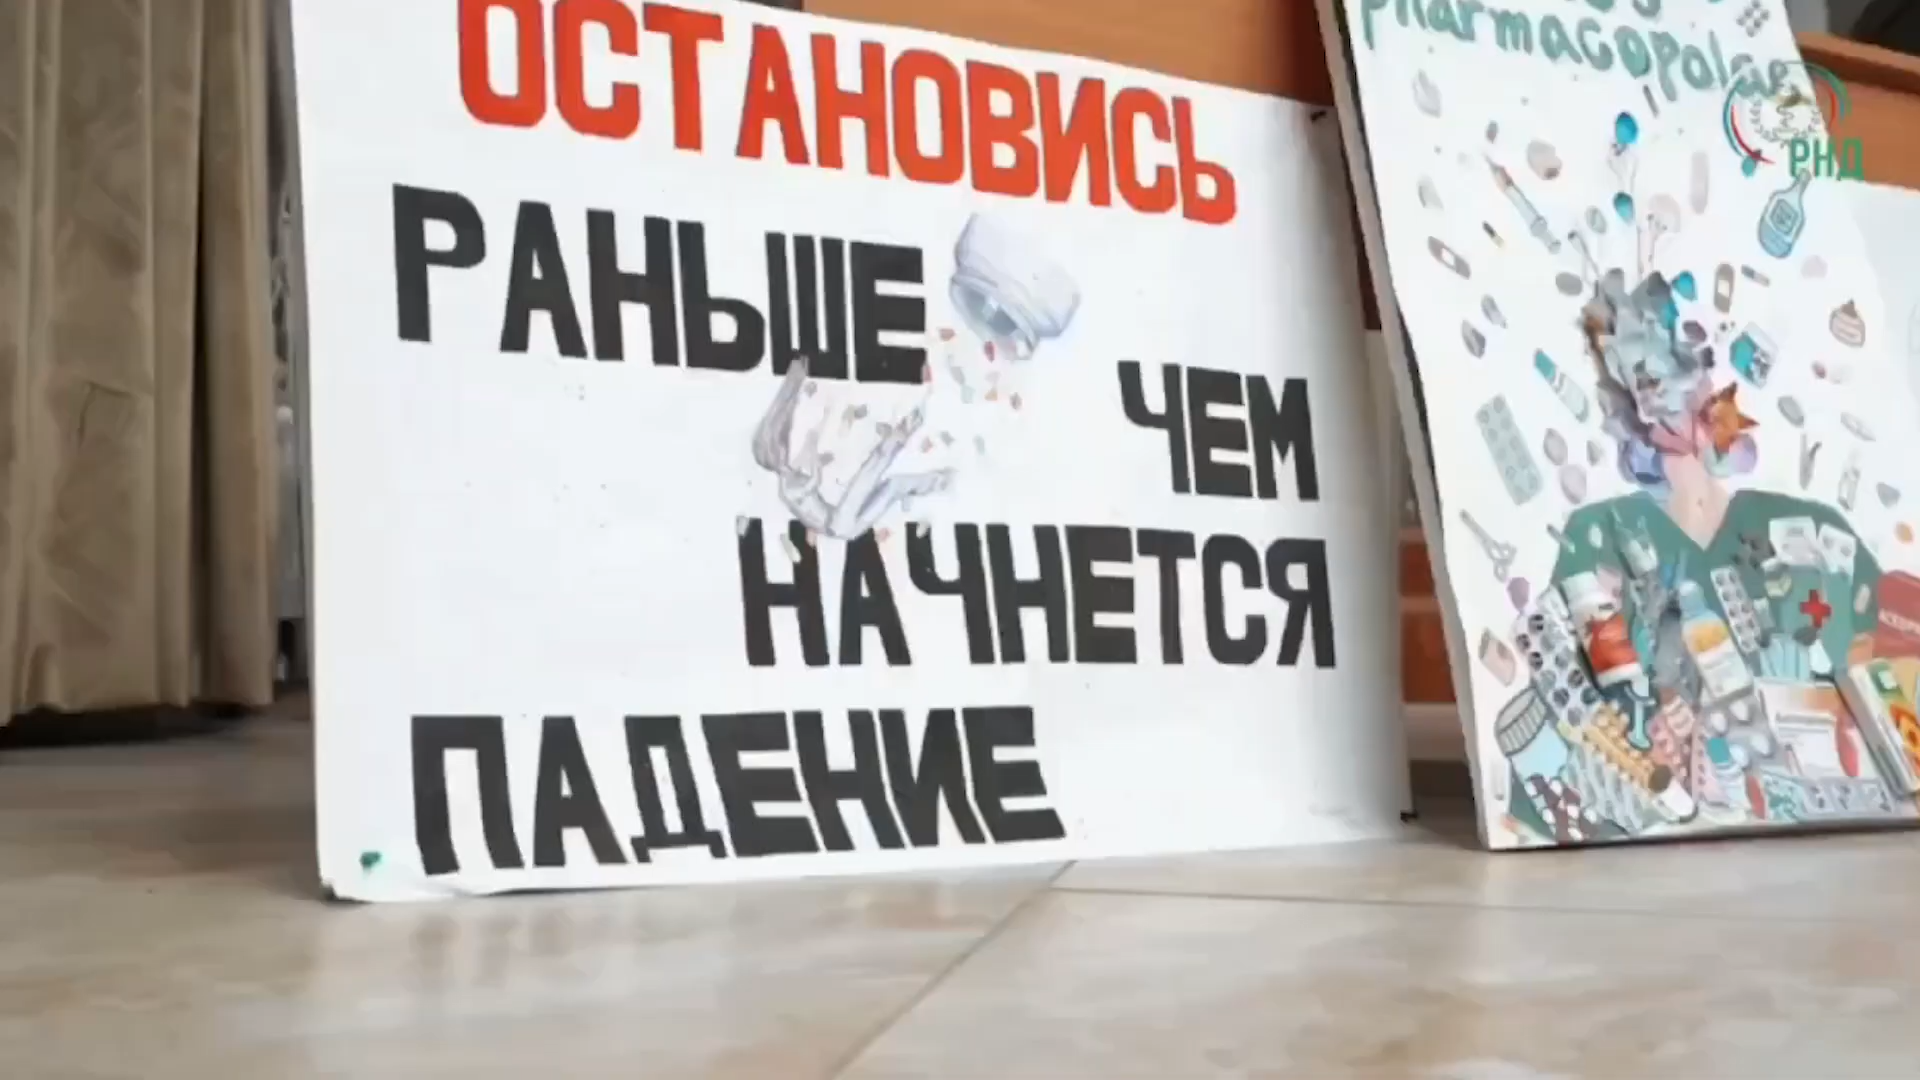 ОСТАНОВИСЬ
РАНЬШЕ
ЧЕМ
НАЧНЕТСЯ
ПАДЕНИЕ
pharmacopolae
РНД